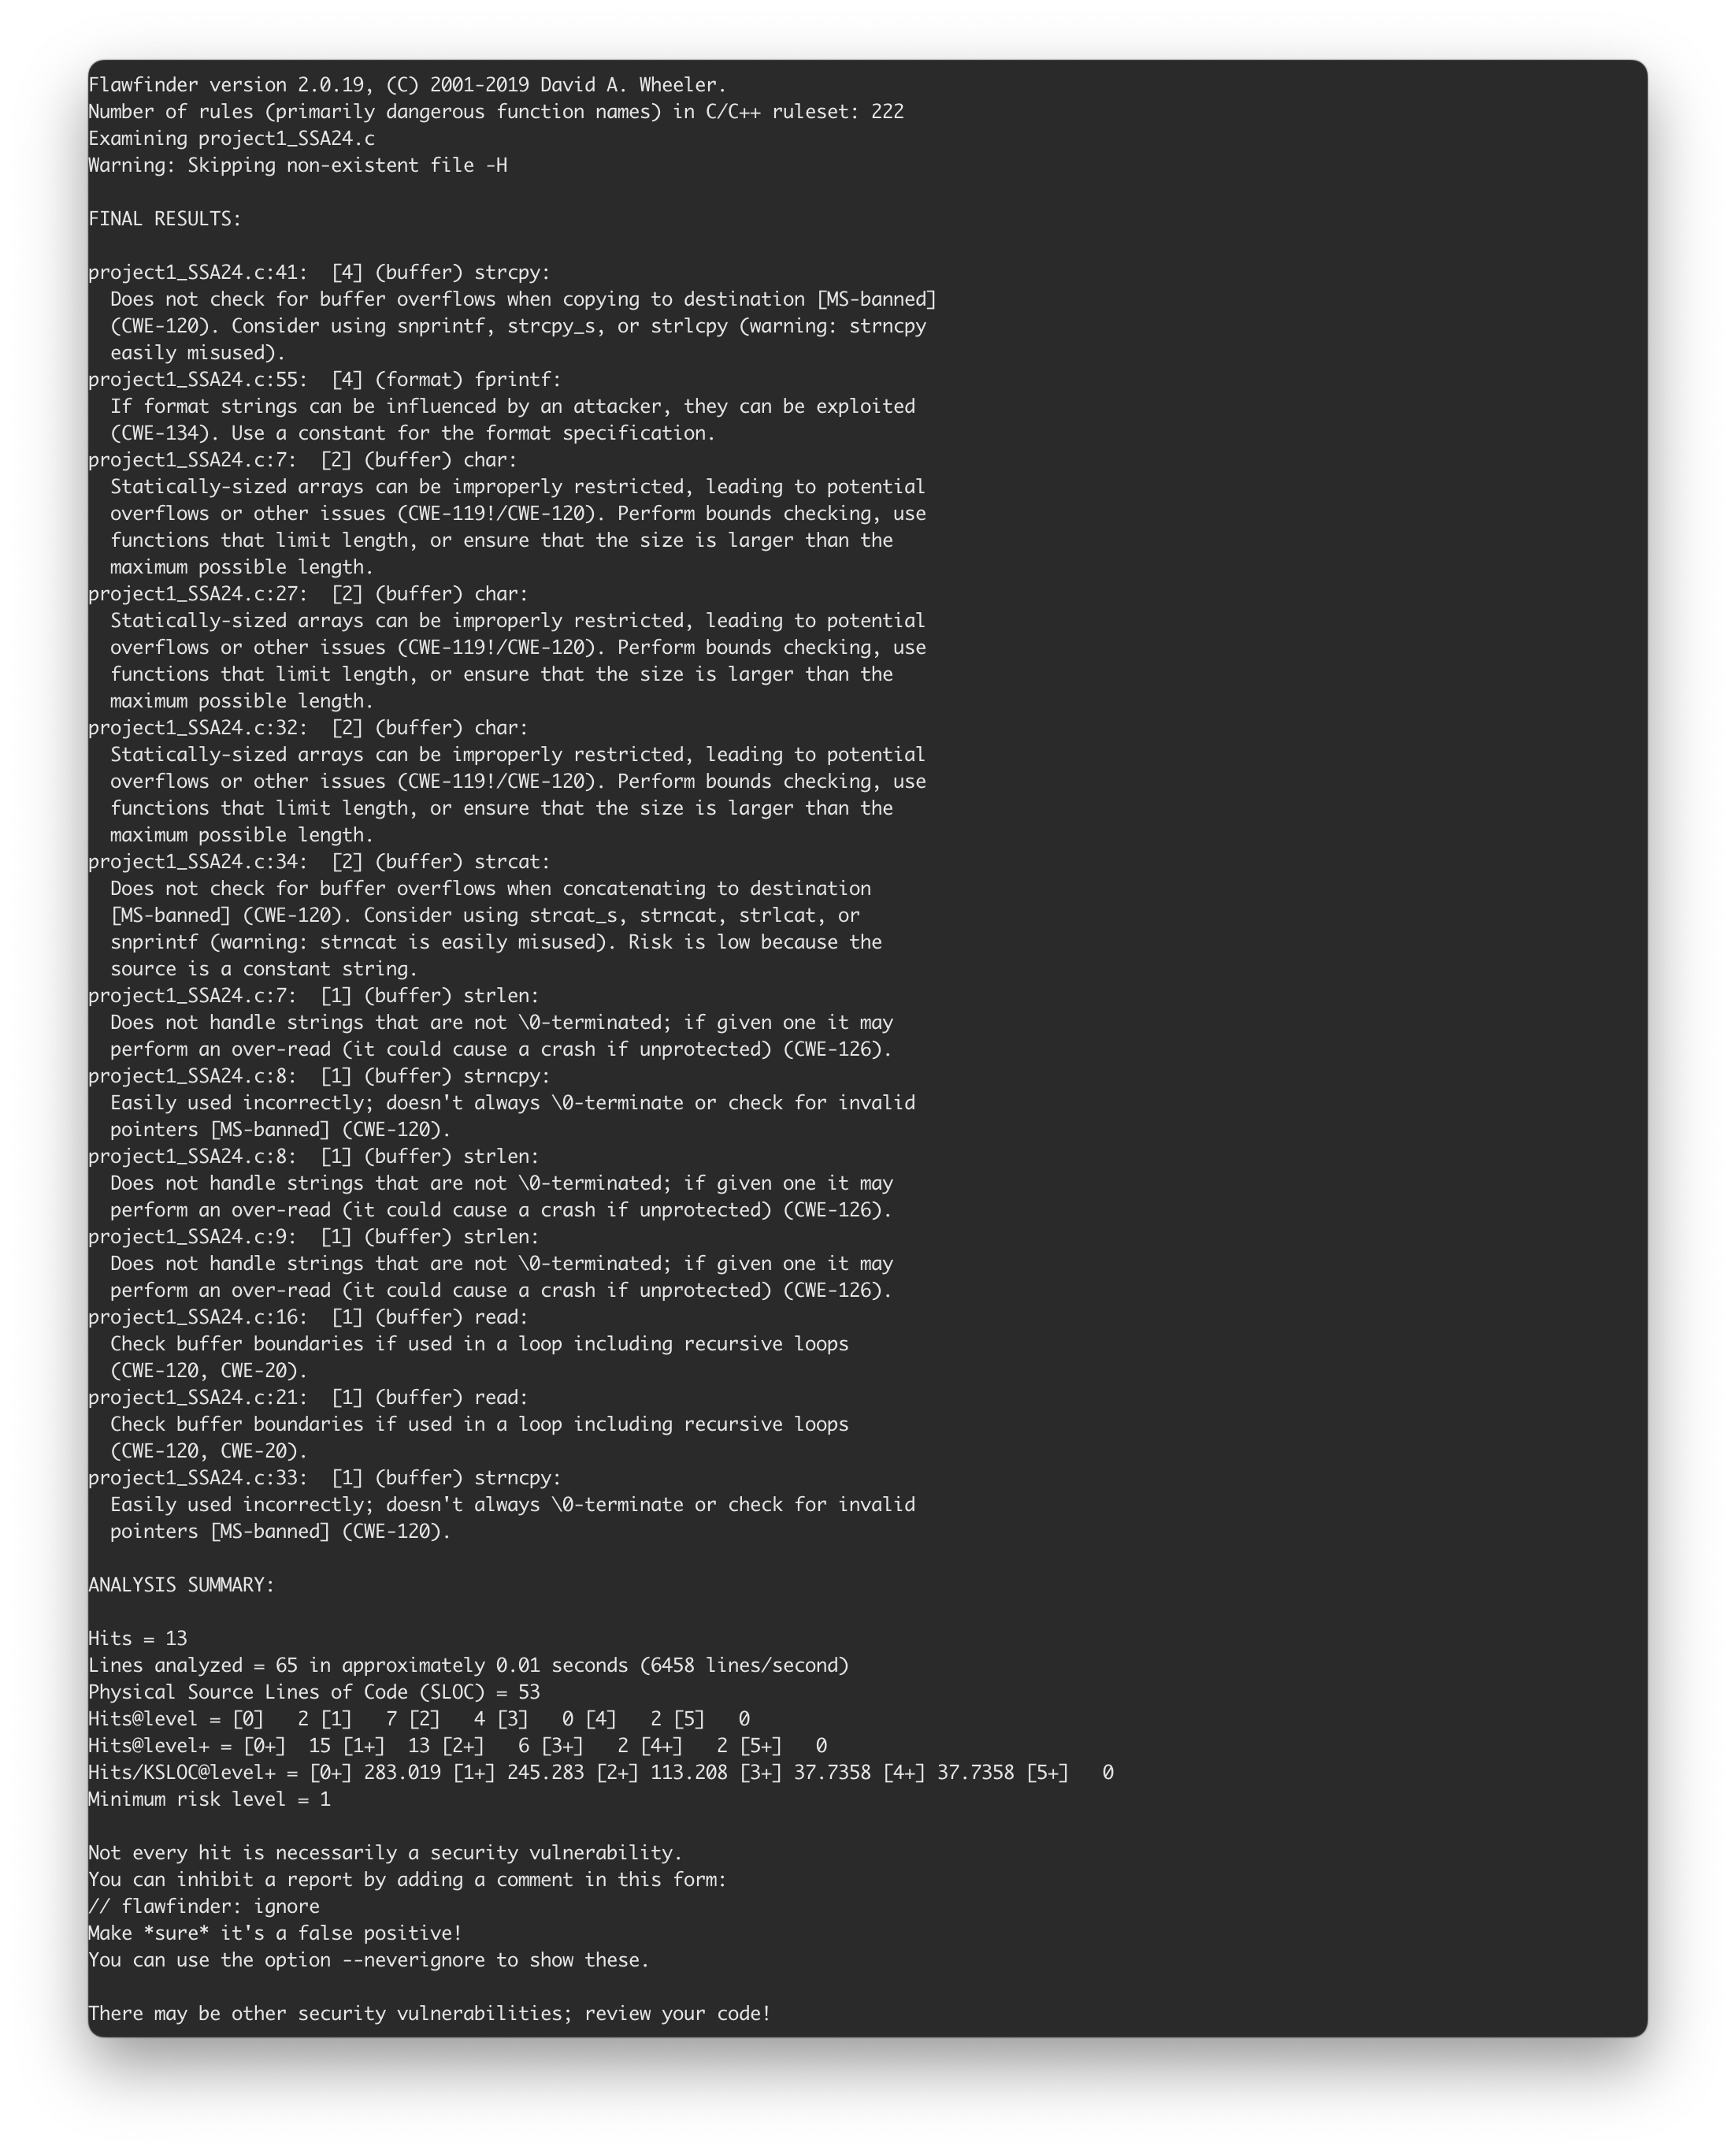 Flawfinder version 2.0.19, (C) 2001-2019 David A. Wheeler.
Number of rules (primarily dangerous function names) in C/C++ ruleset: 222
Examining project1_SSA24.c
Warning: Skipping non-existent file -H
FINAL RESULTS:
project1_SSA24.c:41:  [4] (buffer) strcpy:
  Does not check for buffer overflows when copying to destination [MS-banned]
  (CWE-120). Consider using snprintf, strcpy_s, or strlcpy (warning: strncpy
  easily misused).
project1_SSA24.c:55:  [4] (format) fprintf:
  If format strings can be influenced by an attacker, they can be exploited
  (CWE-134). Use a constant for the format specification.
project1_SSA24.c:7:  [2] (buffer) char:
  Statically-sized arrays can be improperly restricted, leading to potential
  overflows or other issues (CWE-119!/CWE-120). Perform bounds checking, use
  functions that limit length, or ensure that the size is larger than the
  maximum possible length.
project1_SSA24.c:27:  [2] (buffer) char:
  Statically-sized arrays can be improperly restricted, leading to potential
  overflows or other issues (CWE-119!/CWE-120). Perform bounds checking, use
  functions that limit length, or ensure that the size is larger than the
  maximum possible length.
project1_SSA24.c:32:  [2] (buffer) char:
  Statically-sized arrays can be improperly restricted, leading to potential
  overflows or other issues (CWE-119!/CWE-120). Perform bounds checking, use
  functions that limit length, or ensure that the size is larger than the
  maximum possible length.
project1_SSA24.c:34:  [2] (buffer) strcat:
  Does not check for buffer overflows when concatenating to destination
  [MS-banned] (CWE-120). Consider using strcat_s, strncat, strlcat, or
  snprintf (warning: strncat is easily misused). Risk is low because the
  source is a constant string.
project1_SSA24.c:7:  [1] (buffer) strlen:
  Does not handle strings that are not \0-terminated; if given one it may
  perform an over-read (it could cause a crash if unprotected) (CWE-126).
project1_SSA24.c:8:  [1] (buffer) strncpy:
  Easily used incorrectly; doesn't always \0-terminate or check for invalid
  pointers [MS-banned] (CWE-120).
project1_SSA24.c:8:  [1] (buffer) strlen:
  Does not handle strings that are not \0-terminated; if given one it may
  perform an over-read (it could cause a crash if unprotected) (CWE-126).
project1_SSA24.c:9:  [1] (buffer) strlen:
  Does not handle strings that are not \0-terminated; if given one it may
  perform an over-read (it could cause a crash if unprotected) (CWE-126).
project1_SSA24.c:16:  [1] (buffer) read:
  Check buffer boundaries if used in a loop including recursive loops
  (CWE-120, CWE-20).
project1_SSA24.c:21:  [1] (buffer) read:
  Check buffer boundaries if used in a loop including recursive loops
  (CWE-120, CWE-20).
project1_SSA24.c:33:  [1] (buffer) strncpy:
  Easily used incorrectly; doesn't always \0-terminate or check for invalid
  pointers [MS-banned] (CWE-120).
ANALYSIS SUMMARY:
Hits = 13
Lines analyzed = 65 in approximately 0.01 seconds (6458 lines/second)
Physical Source Lines of Code (SLOC) = 53
Hits@level = [0]   2 [1]   7 [2]   4 [3]   0 [4]   2 [5]   0
Hits@level+ = [0+]  15 [1+]  13 [2+]   6 [3+]   2 [4+]   2 [5+]   0
Hits/KSLOC@level+ = [0+] 283.019 [1+] 245.283 [2+] 113.208 [3+] 37.7358 [4+] 37.7358 [5+]   0
Minimum risk level = 1
Not every hit is necessarily a security vulnerability.
You can inhibit a report by adding a comment in this form:
// flawfinder: ignore
Make *sure* it's a false positive!
You can use the option --neverignore to show these.
There may be other security vulnerabilities; review your code!